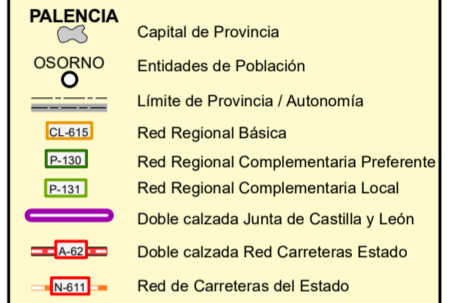 PALENCIA
Capital de Provincia
OSORNO
Entidades de Población
Límite de Provincia / Autonomía
CL-615 Red Regional Básica
P-130 Red Regional Complementaria Preferente
P-131 Red Regional Complementaria Local
Doble calzada Junta de Castilla y León
A-62 Doble calzada Red Carreteras Estado
N-611 Red de Carreteras del Estado